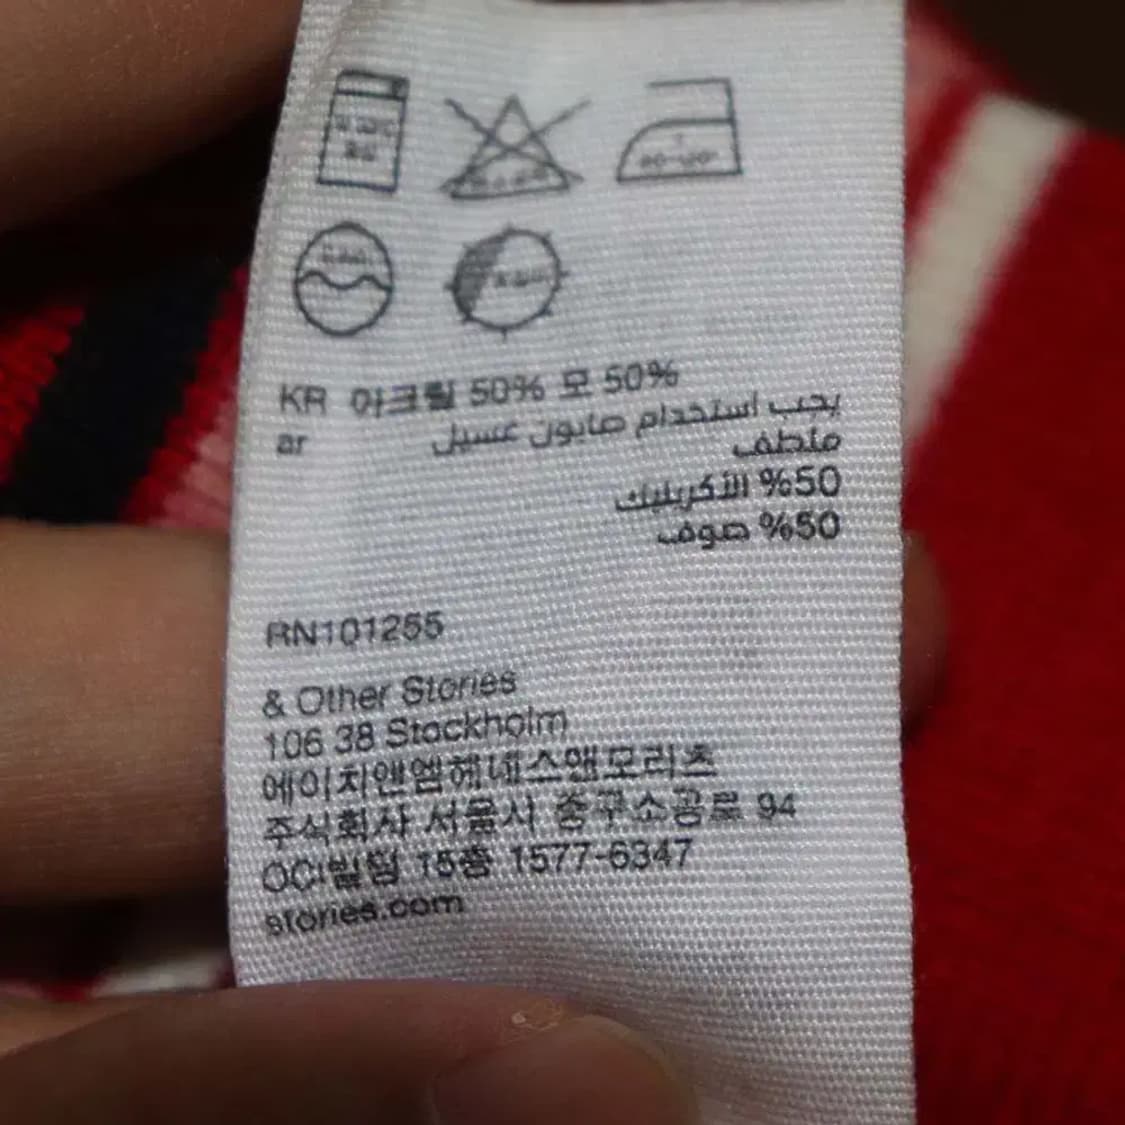 80-120°
KR 아크릴 50% 모 50%
ar يجب استخدام صابون غسيل
ملطف
50% الأكريليك
50% صوف
RN101255
& Other Stories
106 38 Stockholm
에이치앤엠헤네스앤모리츠
주식회사 서울시 중구소공로 94
OCI빌딩 15층 1577-6347
stories.com